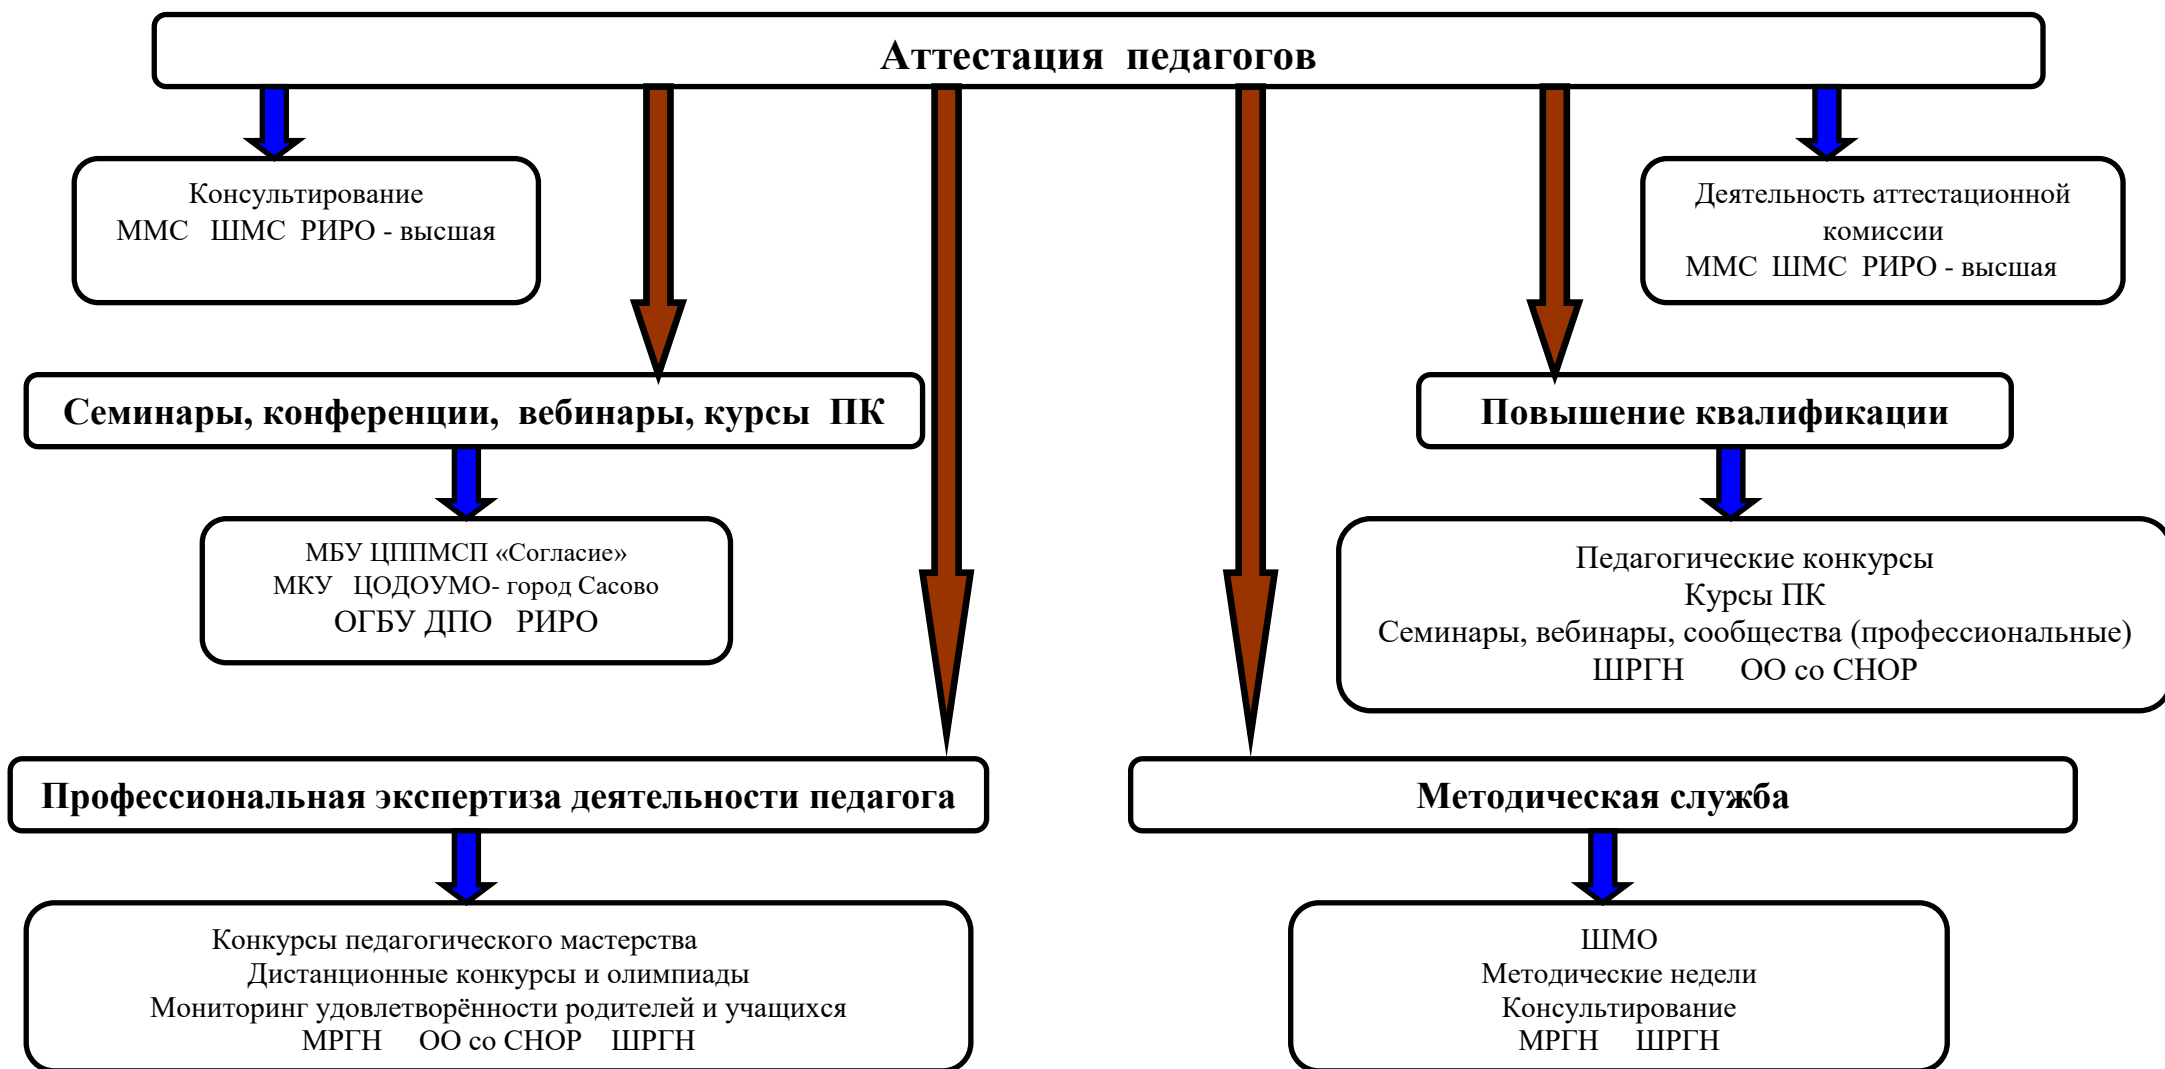 Аттестация педагогов
Консультирование
ММС ШМС РИРО - высшая
Деятельность аттестационной
комиссии
ММС ШМС РИРО - высшая
Семинары, конференции, вебинары, курсы ПК
Повышение квалификации
МБУ ЦППМСП «Согласие»
МКУ ЦОДОУМО- город Сасово
ОГБУ ДПО РИРО
Педагогические конкурсы
Курсы ПК
Семинары, вебинары, сообщества (профессиональные)
ШРГН ОО со СНОР
Профессиональная экспертиза деятельности педагога
Методическая служба
Конкурсы педагогического мастерства
Дистанционные конкурсы и олимпиады
Мониторинг удовлетворённости родителей и учащихся
МРГН ОО со СНОР ШРГН
ШМО
Методические недели
Консультирование
МРГН ШРГН